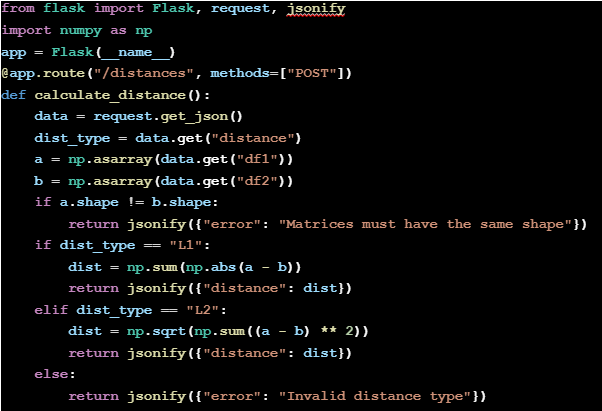 from flask import Flask, request, jsonify
import numpy as np
app = Flask(__name__)
@app.route("/distances", methods=["POST"])
def calculate_distance():
    data = request.get_json()
    dist_type = data.get("distance")
    a = np.asarray(data.get("df1"))
    b = np.asarray(data.get("df2"))
    if a.shape != b.shape:
        return jsonify({"error": "Matrices must have the same shape"})
    if dist_type == "L1":
        dist = np.sum(np.abs(a - b))
        return jsonify({"distance": dist})
    elif dist_type == "L2":
        dist = np.sqrt(np.sum((a - b) ** 2))
        return jsonify({"distance": dist})
    else:
        return jsonify({"error": "Invalid distance type"})